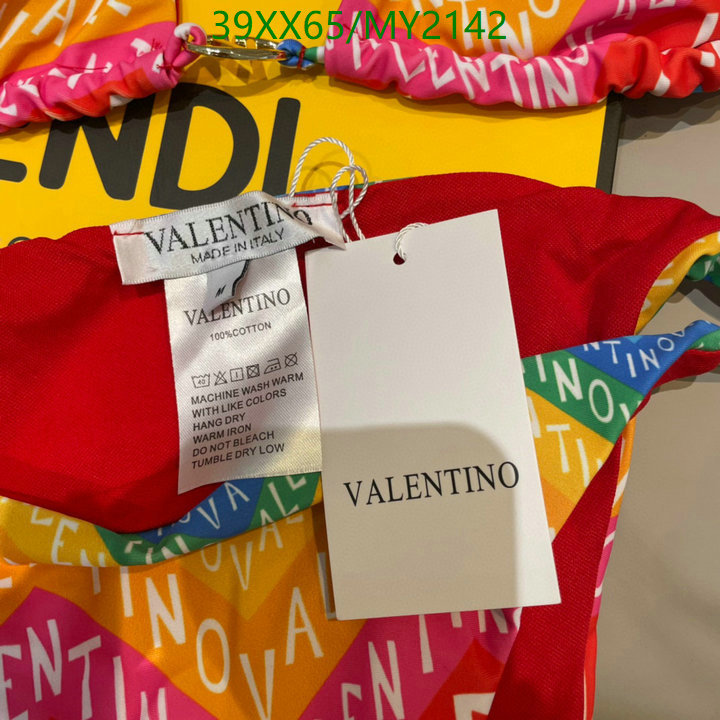 39XX65/MY2142
ENDI
VALENTINO
MADE IN ITALY
M
VALENTINO
100%COTTON
40
MACHINE WASH WARM
WITH LIKE COLORS
HANG DRY
WARM IRON
DO NOT BLEACH
TUMBLE DRY LOW
VALENTINO